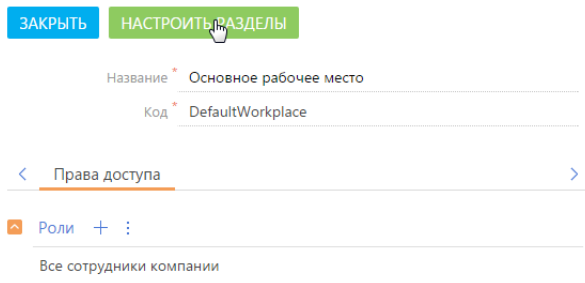 ЗАКРЫТЬ НАСТРОИТЬ РАЗДЕЛЫ
Название * Основное рабочее место
Код * DefaultWorkplace
Права доступа
Роли
Все сотрудники компании